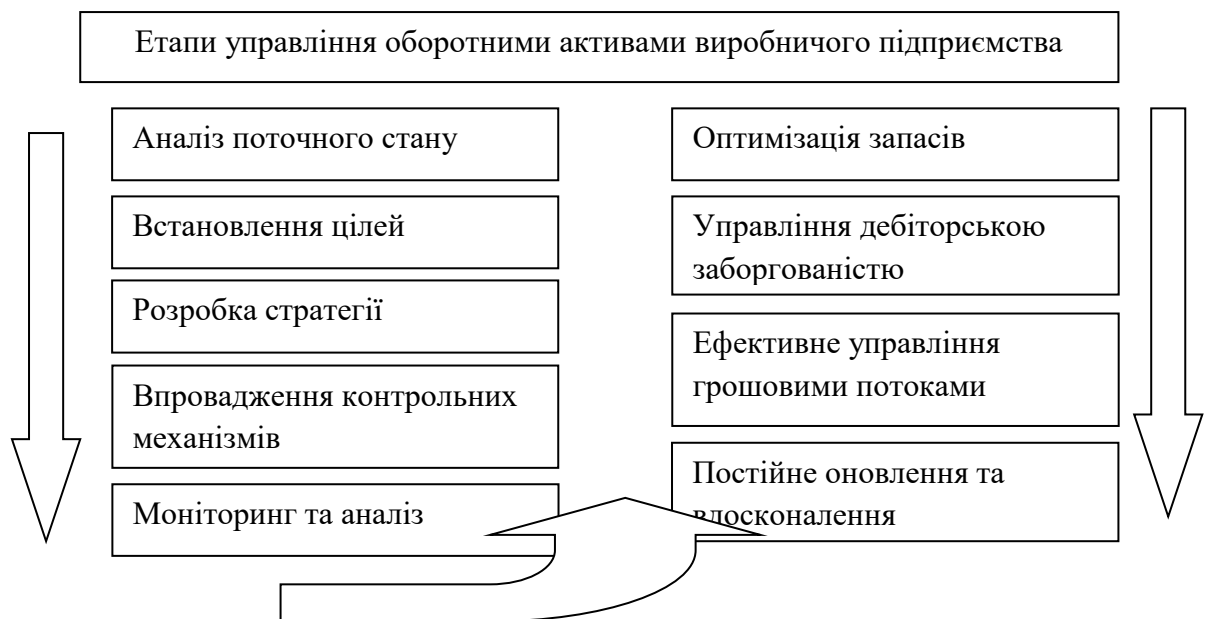 Етапи управління оборотними активами виробничого підприємства
Аналіз поточного стану
Встановлення цілей
Розробка стратегії
Впровадження контрольних
механізмів
Моніторинг та аналіз
Оптимізація запасів
Управління дебіторською
заборгованістю
Ефективне управління
грошовими потоками
Постійне оновлення та
вдосконалення